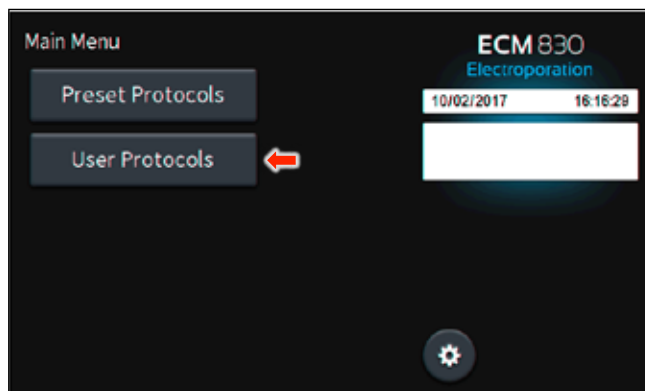 Main Menu
Preset Protocols
User Protocols
ECM 830
Electroporation
10/02/2017 16:16:29